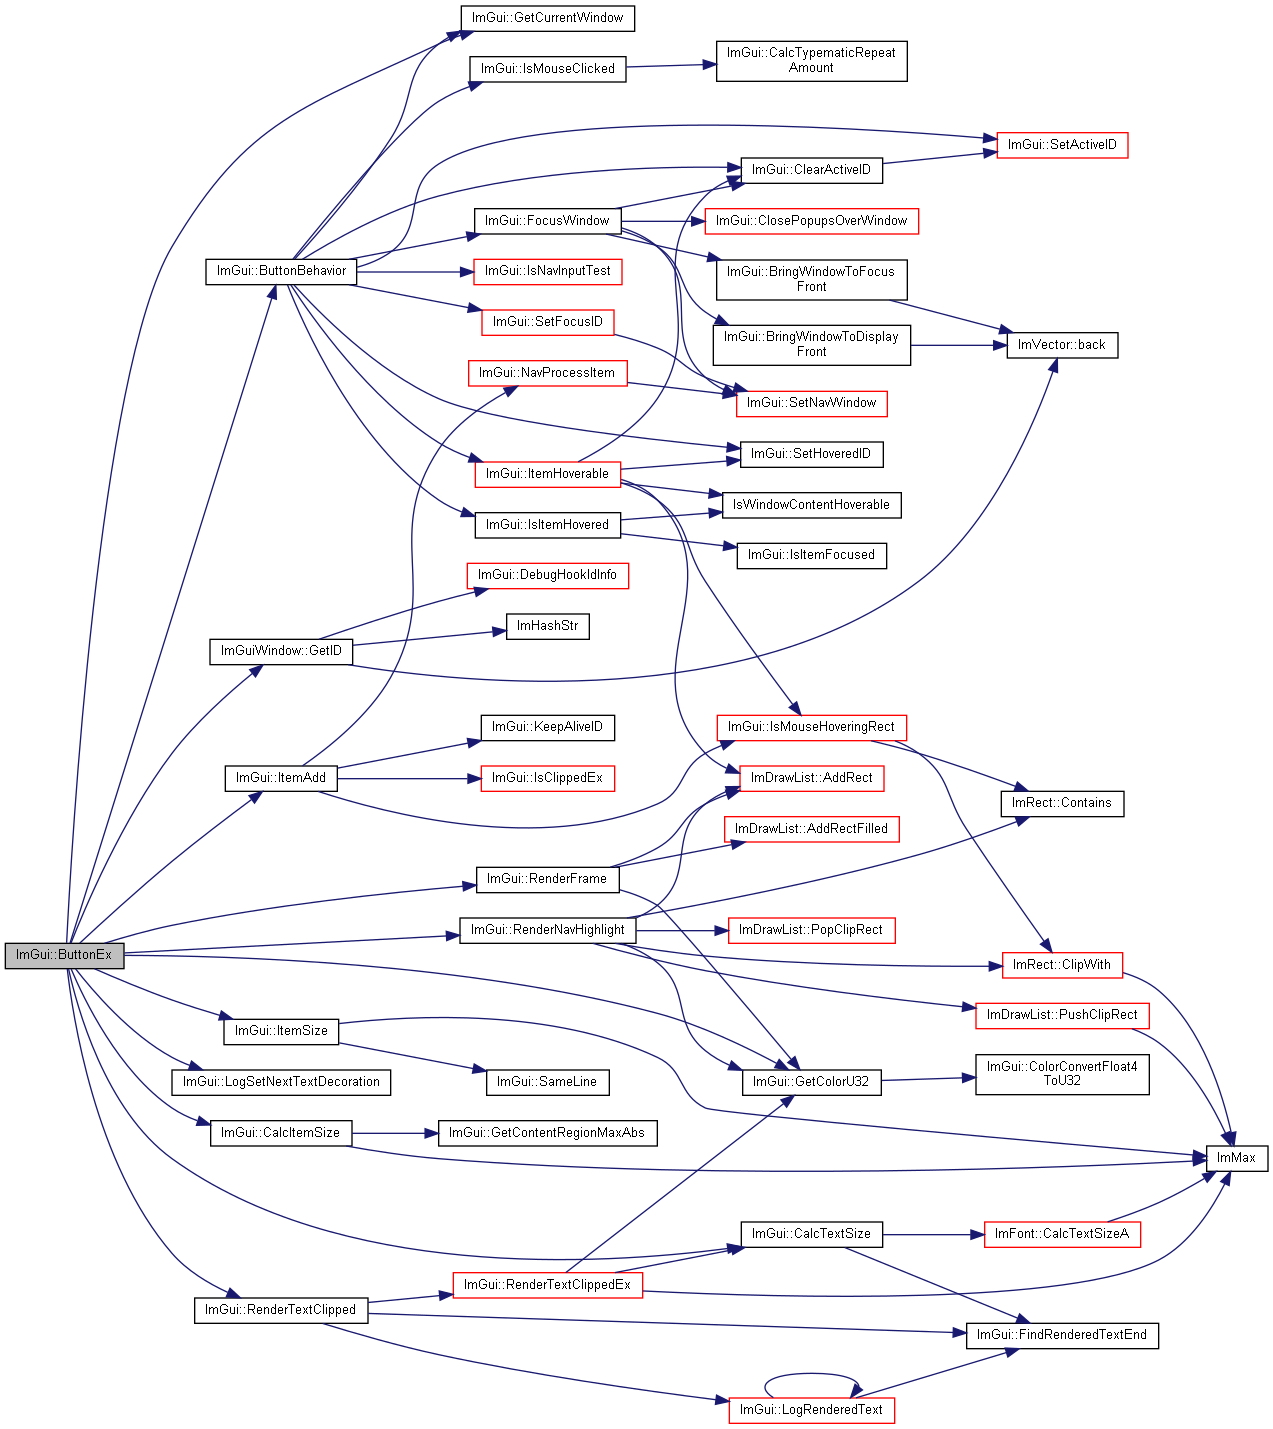 ImGui::GetCurrentWindow
ImGui::IsMouseClicked
ImGui::CalcTypematicRepeat
Amount
ImGui::SetActiveID
ImGui::ClearActiveID
ImGui::FocusWindow
ImGui::ClosePopupsOverWindow
ImGui::ButtonBehavior
ImGui::IsNavInputTest
ImGui::BringWindowToFocus
Front
ImGui::SetFocusID
ImGui::BringWindowToDisplay
Front
ImVector::back
ImGui::NavProcessItem
ImGui::SetNavWindow
ImGui::SetHoveredID
ImGui::ItemHoverable
IsWindowContentHoverable
ImGui::IsItemHovered
ImGui::IsItemFocused
ImGui::DebugHookIdInfo
ImHashStr
ImGuiWindow::GetID
ImGui::KeepAliveID
ImGui::IsMouseHoveringRect
ImGui::ItemAdd
ImGui::IsClippedEx
ImDrawList::AddRect
ImRect::Contains
ImDrawList::AddRectFilled
ImGui::RenderFrame
ImGui::RenderNavHighlight
ImDrawList::PopClipRect
ImGui::ButtonEx
ImRect::ClipWith
ImDrawList::PushClipRect
ImGui::ItemSize
ImGui::LogSetNextTextDecoration
ImGui::SameLine
ImGui::GetColorU32
ImGui::ColorConvertFloat4
ToU32
ImGui::CalcItemSize
ImGui::GetContentRegionMaxAbs
ImMax
ImGui::CalcTextSize
ImFont::CalcTextSizeA
ImGui::RenderTextClippedEx
ImGui::RenderTextClipped
ImGui::FindRenderedTextEnd
ImGui::LogRenderedText